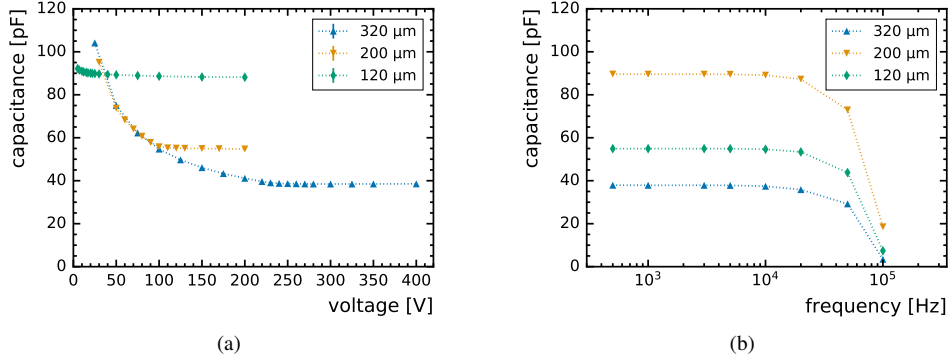 capacitance [pF]
120
100
80
60
40
20
0
320 μm
200 μm
120 μm
0 50 100 150 200 250 300 350 400
voltage [V]
(a)
capacitance [pF]
120
100
80
60
40
20
0
320 μm
200 μm
120 μm
10³ 10⁴ 10⁵
frequency [Hz]
(b)